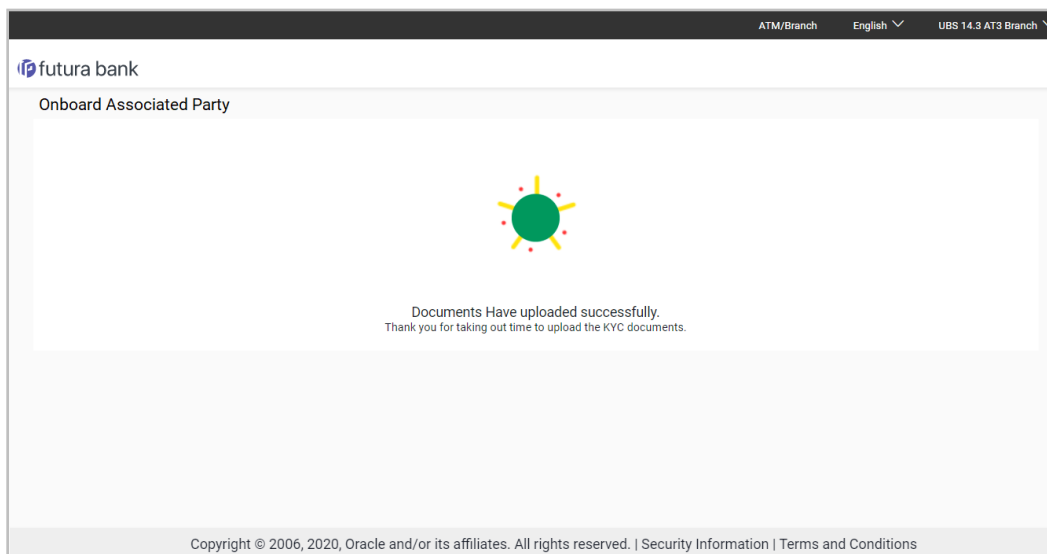 ATM/Branch English UBS 14.3 AT3 Branch
futura bank
Onboard Associated Party
Documents Have uploaded successfully.
Thank you for taking out time to upload the KYC documents.
Copyright © 2006, 2020, Oracle and/or its affiliates. All rights reserved. | Security Information | Terms and Conditions